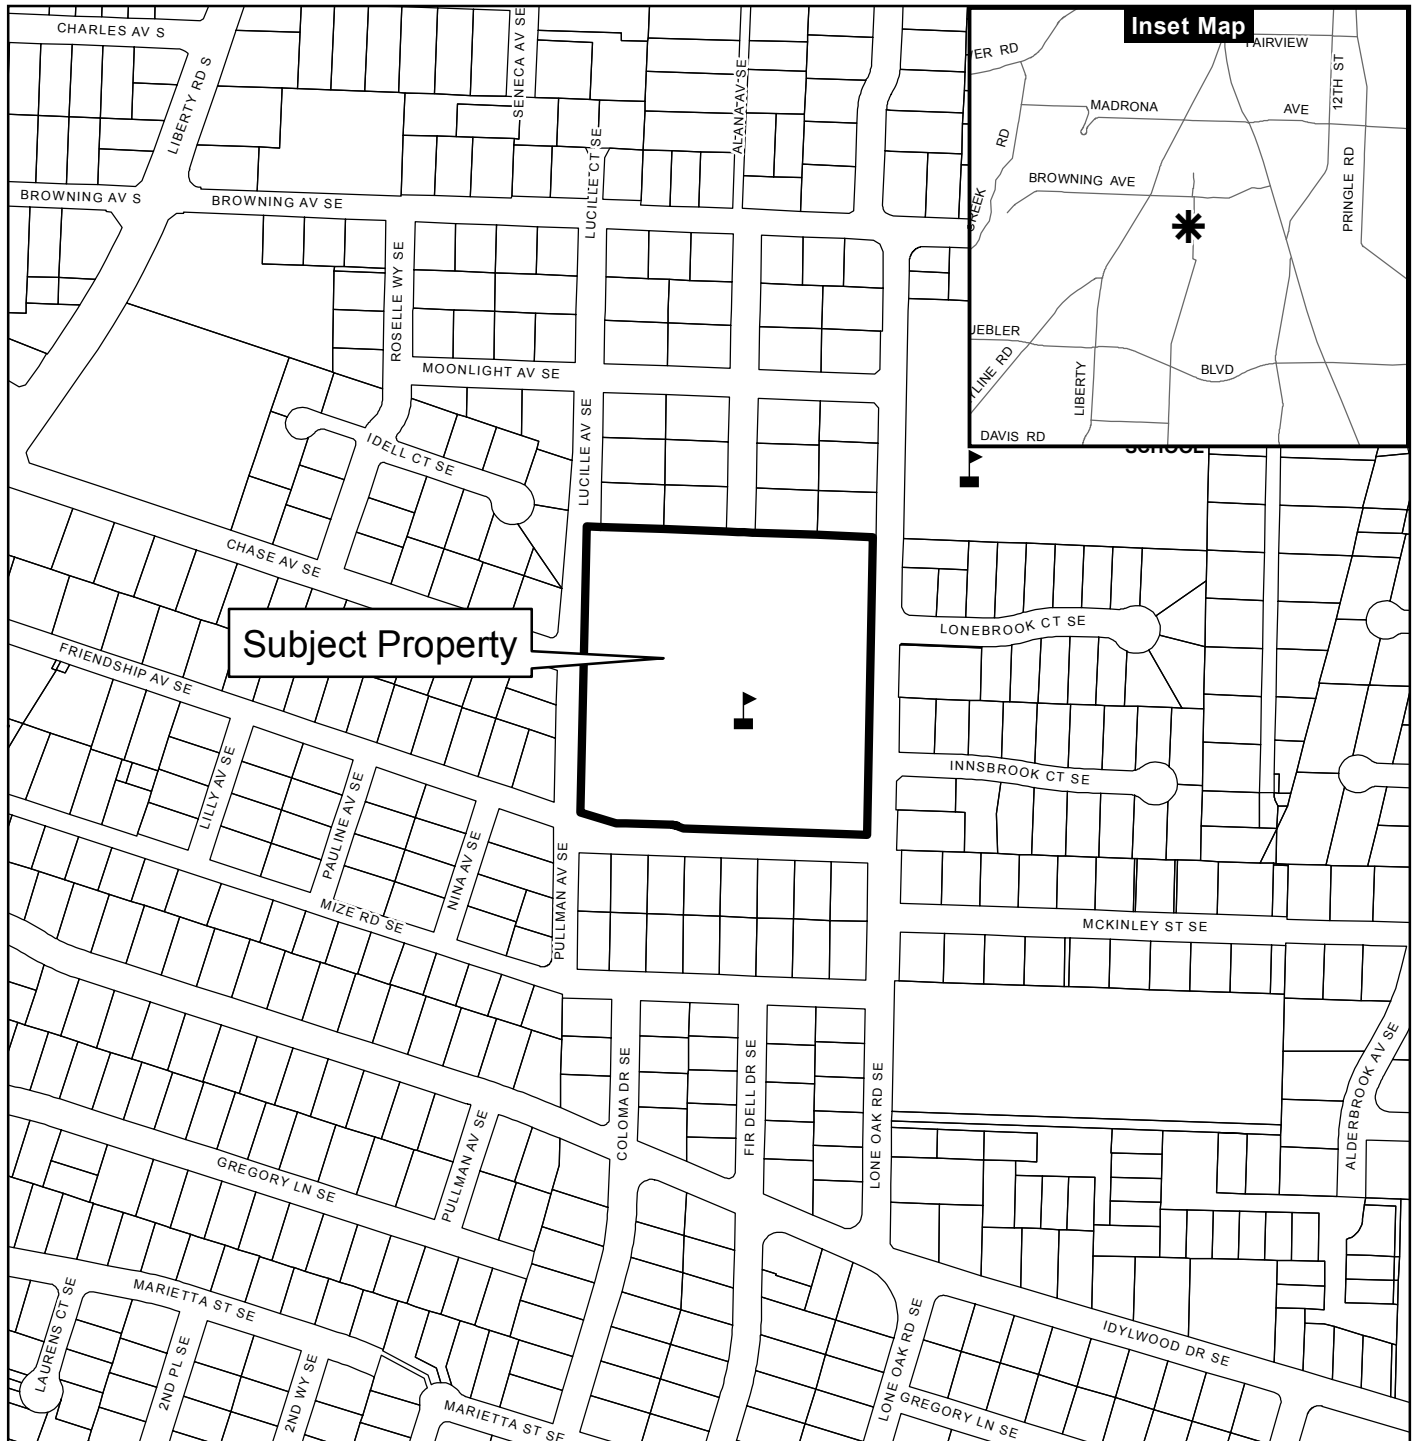 CHARLES AV S
LIBERTY RD S
SENECA AV SE
ALANA AV SE
LUCILLE CT SE
BROWNING AV S
BROWNING AV SE
ROSELLE WY SE
MOONLIGHT AV SE
LUCILLE AV SE
IDELL CT SE
CHASE AV SE
Inset Map
FAIRVIEW
VER RD
12TH ST
MADRONA
AVE
RD
BROWNING AVE
PRINGLE RD
CREEK
UEBLER
BLVD
TLINE RD
LIBERTY
DAVIS RD
SCHOOL
Subject Property
LONEBROOK CT SE
FRIENDSHIP AV SE
INNSBROOK CT SE
LILLY AV SE
PAULINE AV SE
NINA AV SE
PULLMAN AV SE
MIZE RD SE
MCKINLEY ST SE
COLOMA DR SE
FIR DELL DR SE
LONE OAK RD SE
ALDERBROOK AV SE
PULLMAN AV SE
GREGORY LN SE
MARIETTA ST SE
LAURENS CT SE
2ND PL SE
2ND WY SE
MARIETTA ST SE
LONE OAK RD SE
IDYLWOOD DR SE
GREGORY LN SE